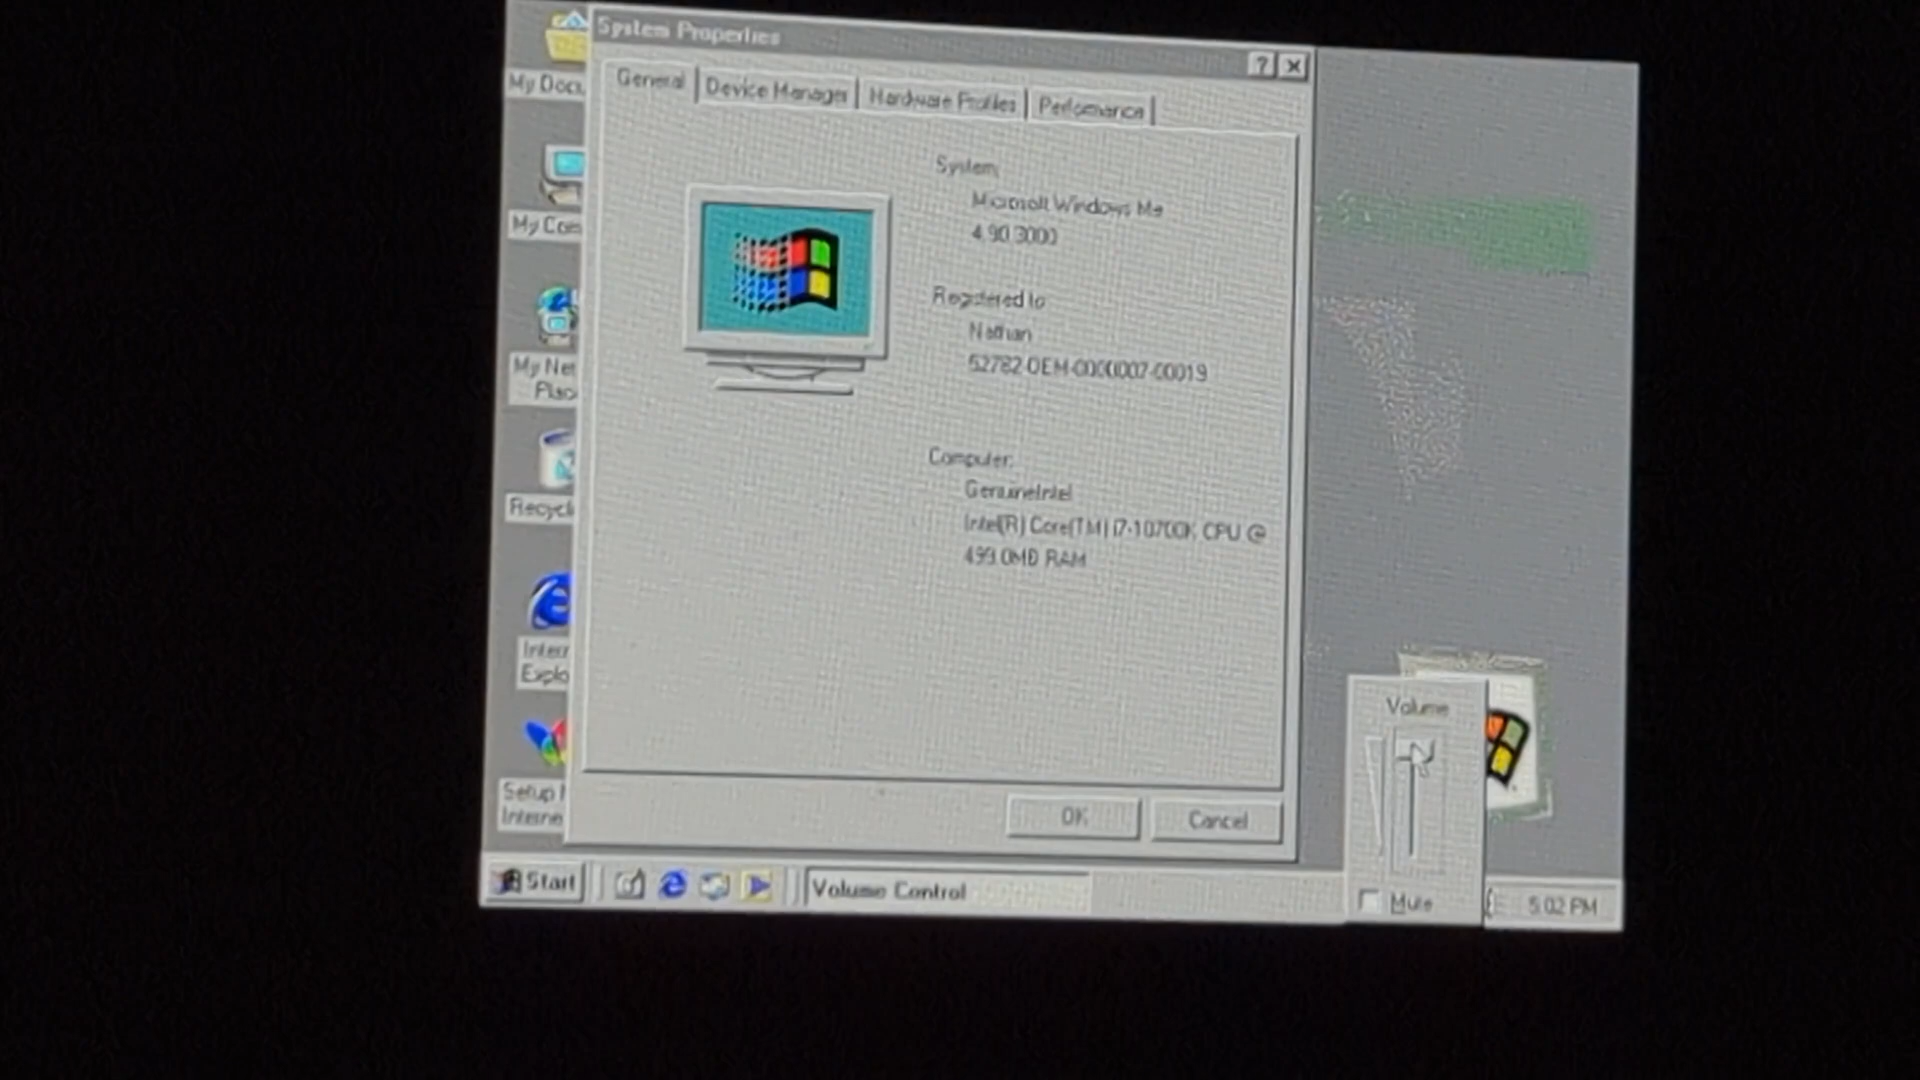 System Properties
General
Device Manager
Hardware Profiles
Performance
System:
Microsoft Windows Me
4.90.3000
Registered to:
Nathan
52782-OEM-0000007-00019
Computer:
GenuineIntel
Intel(R) Core(TM) i7-10700K CPU @
499.0MB RAM
OK
Cancel
My Docu
My Com
My Net
Plac
Recycl
Inter
Explo
Setup
Interne
Volume
Mute
Start
Volume Control
5:02 PM